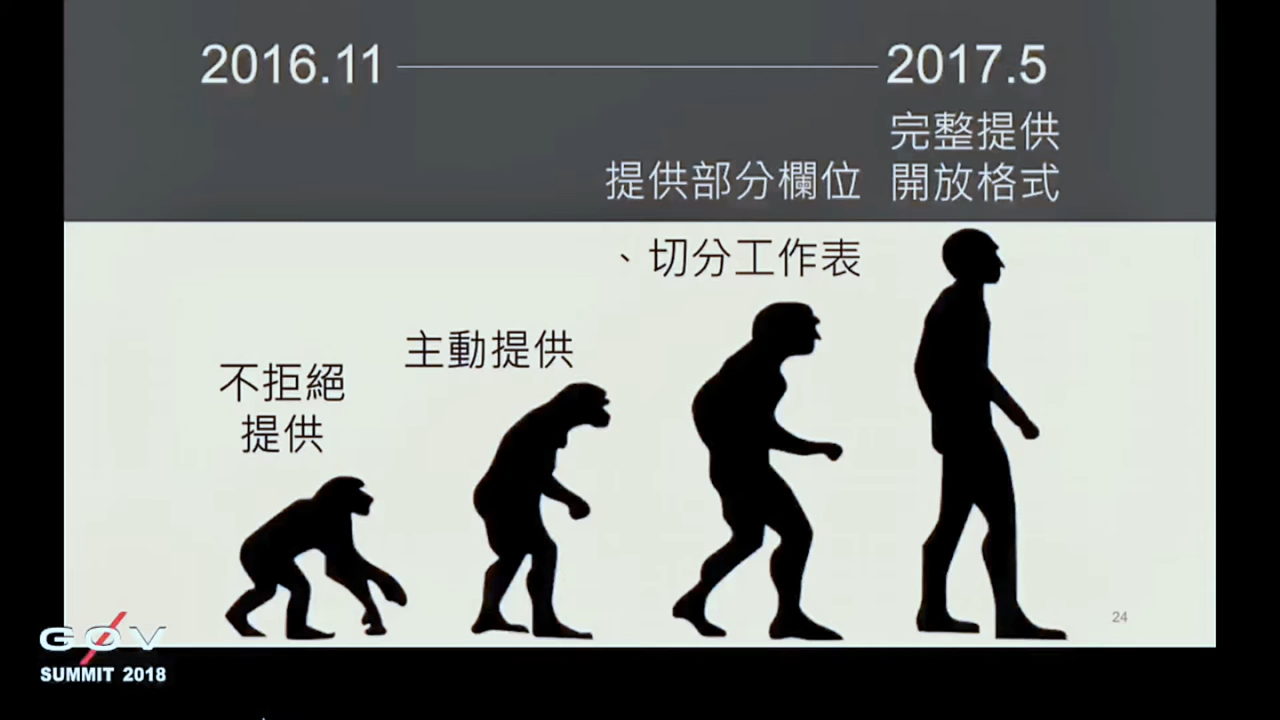 2016.11
2017.5
完整提供
開放格式
提供部分欄位
、切分工作表
主動提供
不拒絕
提供
24
GØV
SUMMIT 2018